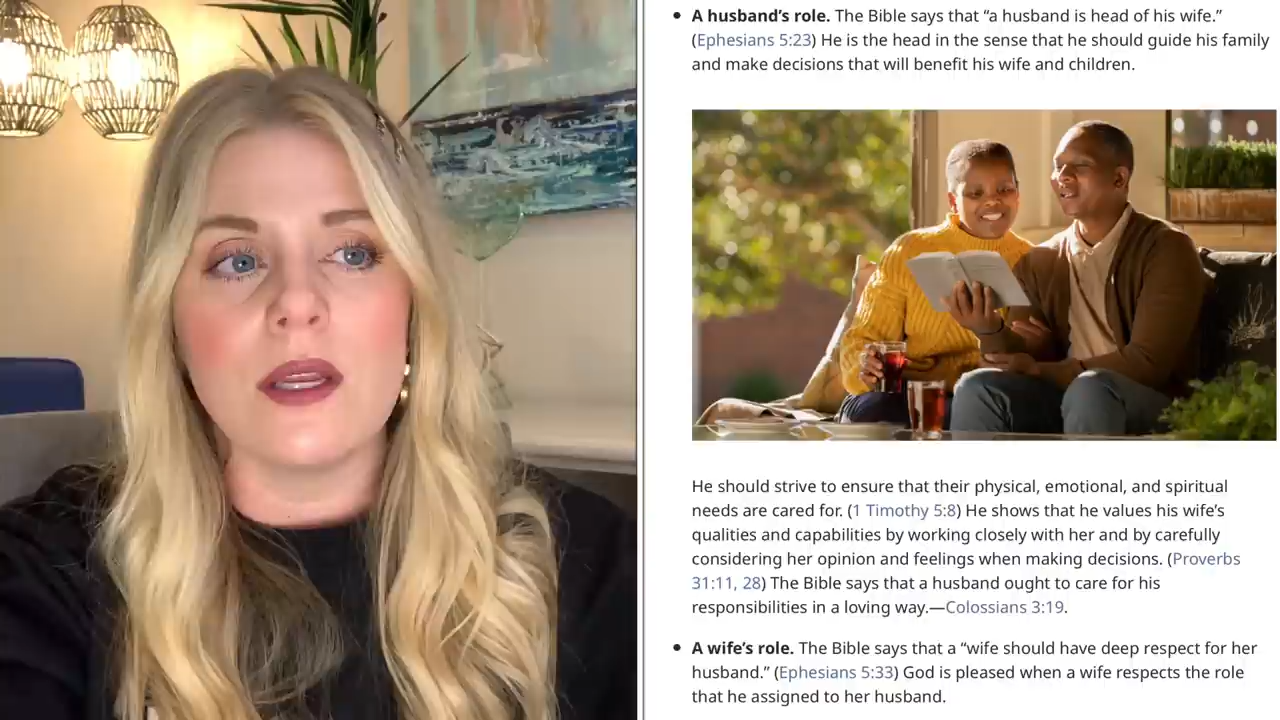 • A husband’s role. The Bible says that “a husband is head of his wife.”
(Ephesians 5:23) He is the head in the sense that he should guide his family
and make decisions that will benefit his wife and children.
He should strive to ensure that their physical, emotional, and spiritual
needs are cared for. (1 Timothy 5:8) He shows that he values his wife’s
qualities and capabilities by working closely with her and by carefully
considering her opinion and feelings when making decisions. (Proverbs
31:11, 28) The Bible says that a husband ought to care for his
responsibilities in a loving way.—Colossians 3:19.
• A wife’s role. The Bible says that a “wife should have deep respect for her
husband.” (Ephesians 5:33) God is pleased when a wife respects the role
that he assigned to her husband.